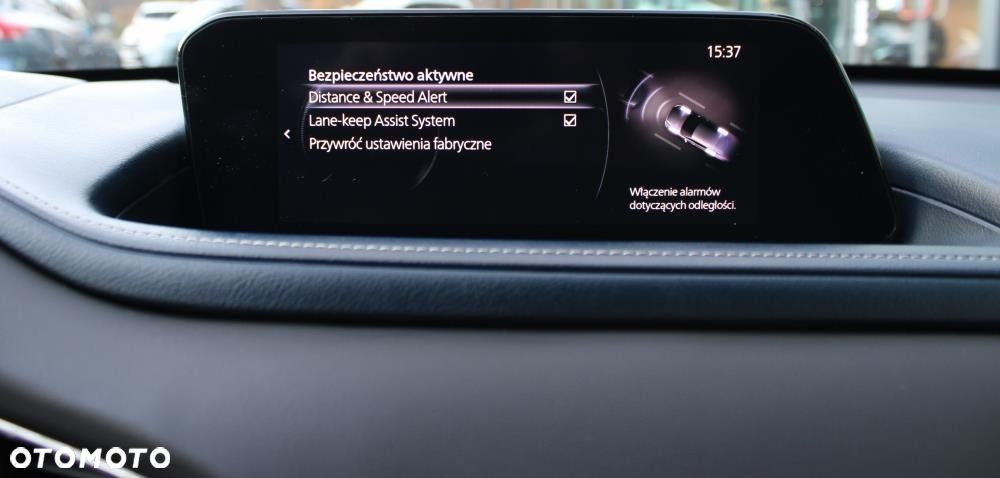 15:37
Bezpieczeństwo aktywne
Distance & Speed Alert
Lane-keep Assist System
Przywróć ustawienia fabryczne
Włączenie alarmów
dotyczących odległości.
OTOMOTO